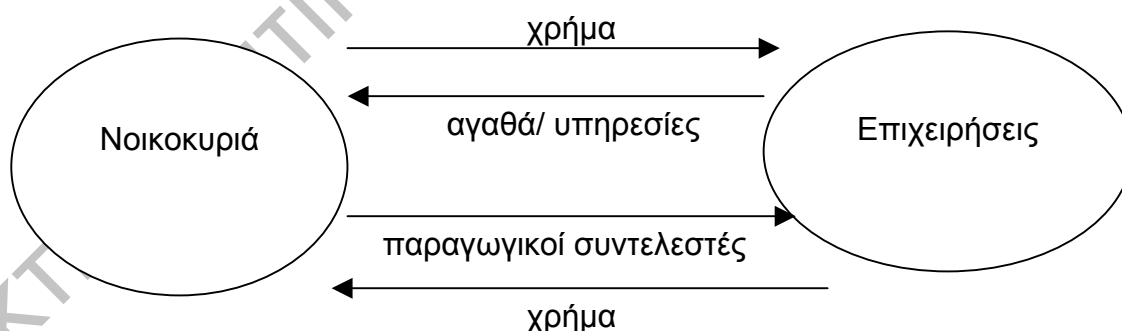 χρήμα
αγαθά/ υπηρεσίες
Νοικοκυριά
Επιχειρήσεις
παραγωγικοί συντελεστές
χρήμα